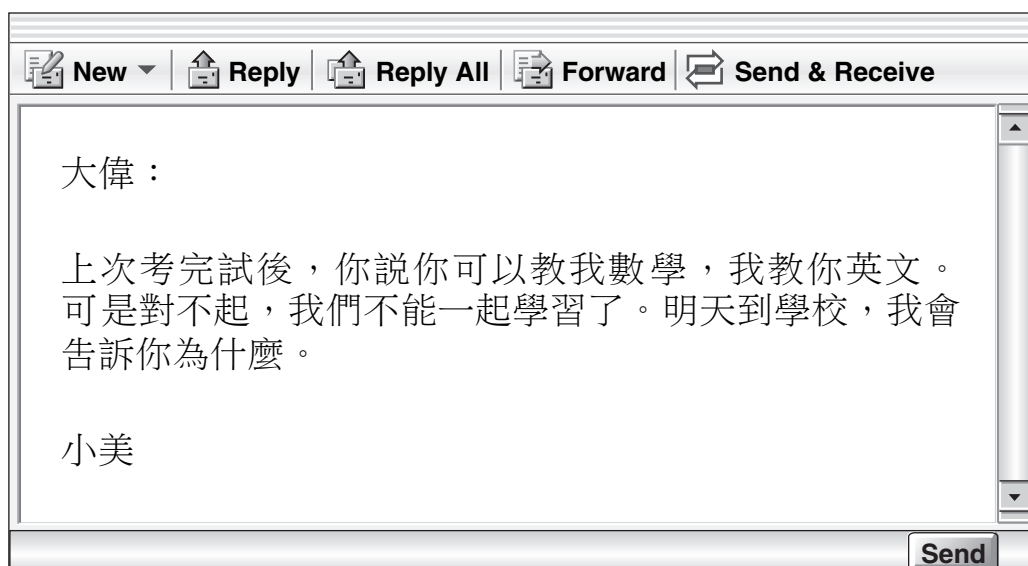 New Reply Reply All Forward Send & Receive
大偉：
上次考完試後，你説你可以教我數學，我教你英文。
可是對不起，我們不能一起學習了。明天到學校，我會
告訴你為什麼。
小美
Send